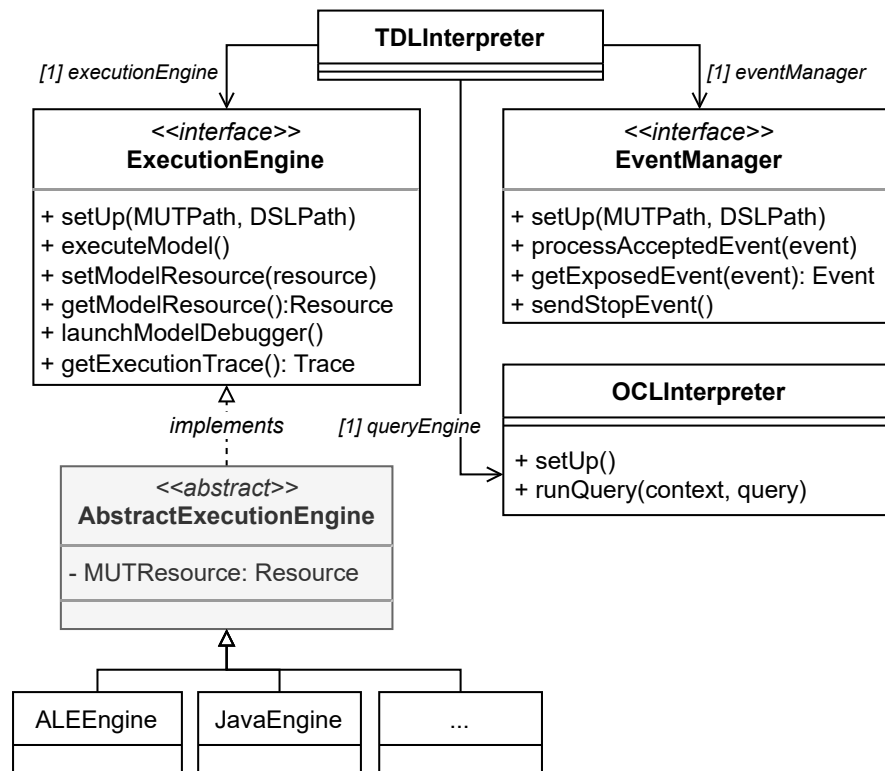 TDLInterpreter
[1] executionEngine
[1] eventManager
<<interface>>
ExecutionEngine
+ setUp(MUTPath, DSLPath)
+ executeModel()
+ setModelResource(resource)
+ getModelResource():Resource
+ launchModelDebugger()
+ getExecutionTrace(): Trace
<<interface>>
EventManager
+ setUp(MUTPath, DSLPath)
+ processAcceptedEvent(event)
+ getExposedEvent(event): Event
+ sendStopEvent()
implements
[1] queryEngine
OCLInterpreter
+ setUp()
+ runQuery(context, query)
<<abstract>>
AbstractExecutionEngine
- MUTResource: Resource
ALEEngine
JavaEngine
...